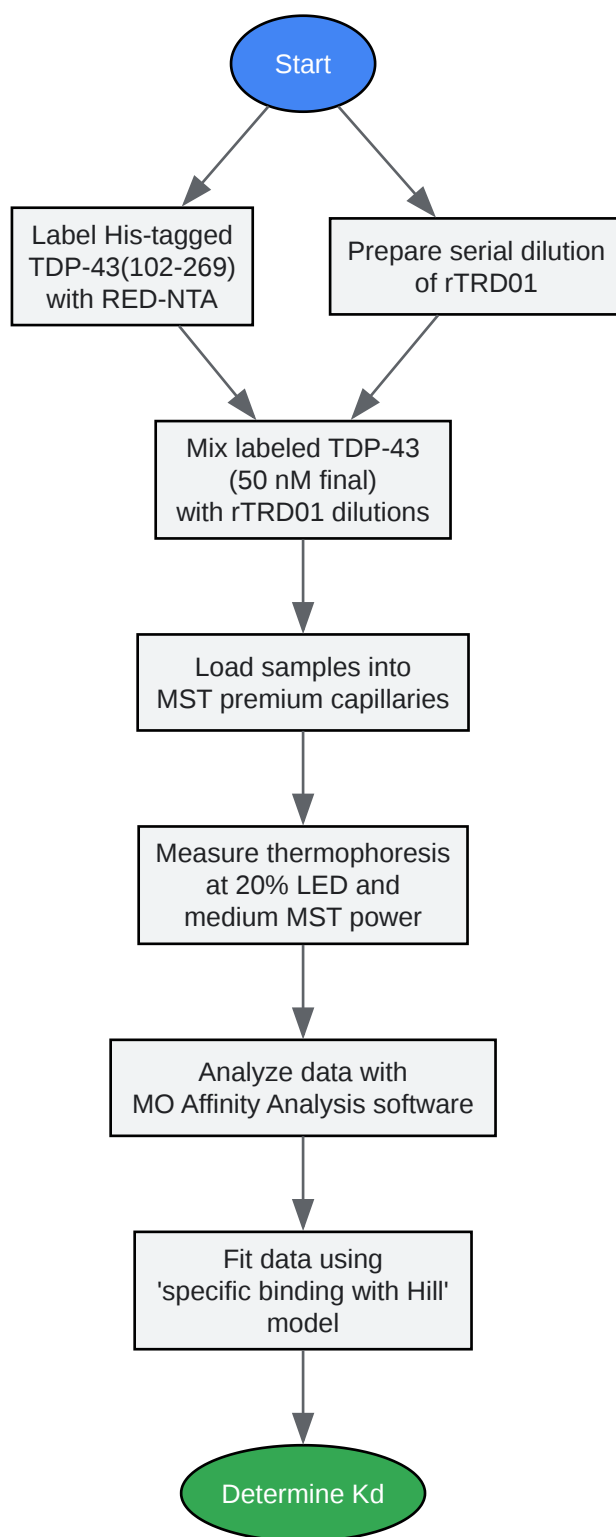 Start
Label His-tagged
TDP-43(102-269)
with RED-NTA
Prepare serial dilution
of rTRD01
Mix labeled TDP-43
(50 nM final)
with rTRD01 dilutions
Load samples into
MST premium capillaries
Measure thermophoresis
at 20% LED and
medium MST power
Analyze data with
MO Affinity Analysis software
Fit data using
'specific binding with Hill'
model
Determine Kd